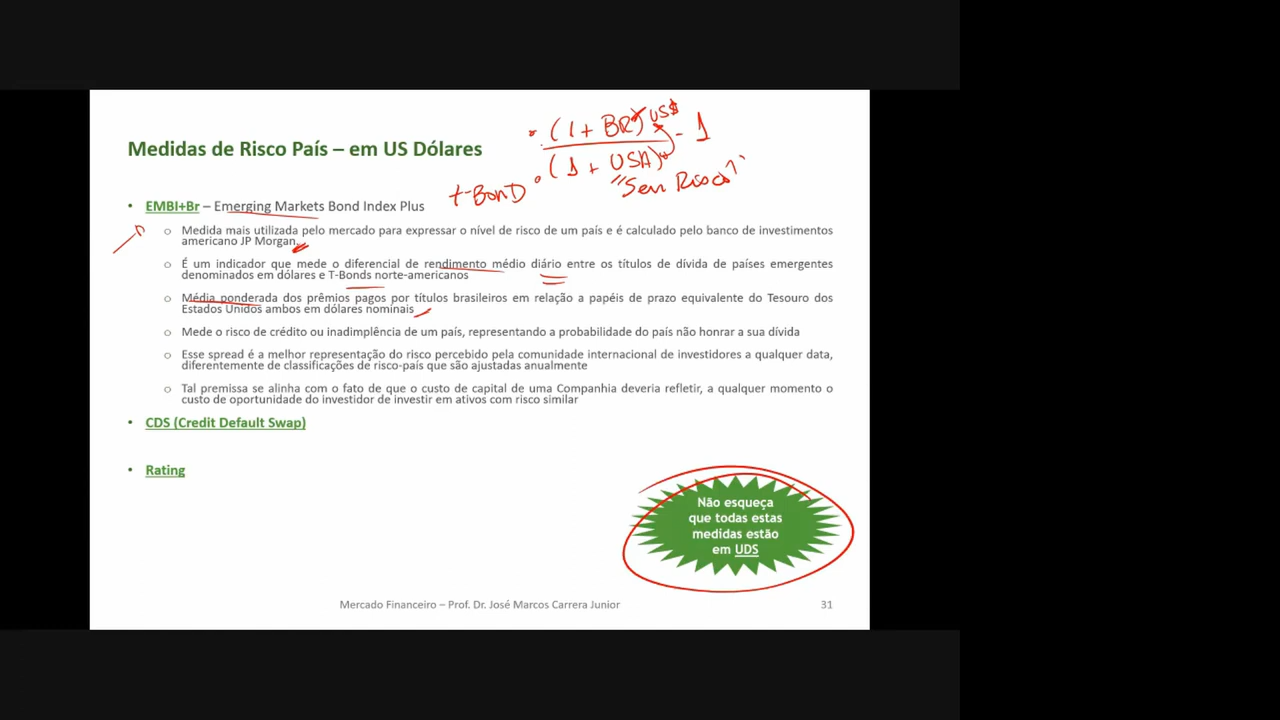 (1 + BR) US$ - 1
(1 + USA)
Medidas de Risco País – em US Dólares
t-BonD
"Sem Risco"
• EMBI+Br – Emerging Markets Bond Index Plus
o Medida mais utilizada pelo mercado para expressar o nível de risco de um país e é calculado pelo banco de investimentos
americano JP Morgan.
o É um indicador que mede o diferencial de rendimento médio diário entre os títulos de dívida de países emergentes
denominados em dólares e T-Bonds norte-americanos
o Média ponderada dos prêmios pagos por títulos brasileiros em relação a papéis de prazo equivalente do Tesouro dos
Estados Unidos ambos em dólares nominais
o Mede o risco de crédito ou inadimplência de um país, representando a probabilidade do país não honrar a sua dívida
o Esse spread é a melhor representação do risco percebido pela comunidade internacional de investidores a qualquer data,
diferentemente de classificações de risco-país que são ajustadas anualmente
o Tal premissa se alinha com o fato de que o custo de capital de uma Companhia deveria refletir, a qualquer momento o
custo de oportunidade do investidor de investir em ativos com risco similar
• CDS (Credit Default Swap)
• Rating
Não esqueça
que todas estas
medidas estão
em UDS
Mercado Financeiro – Prof. Dr. José Marcos Carrera Junior 31